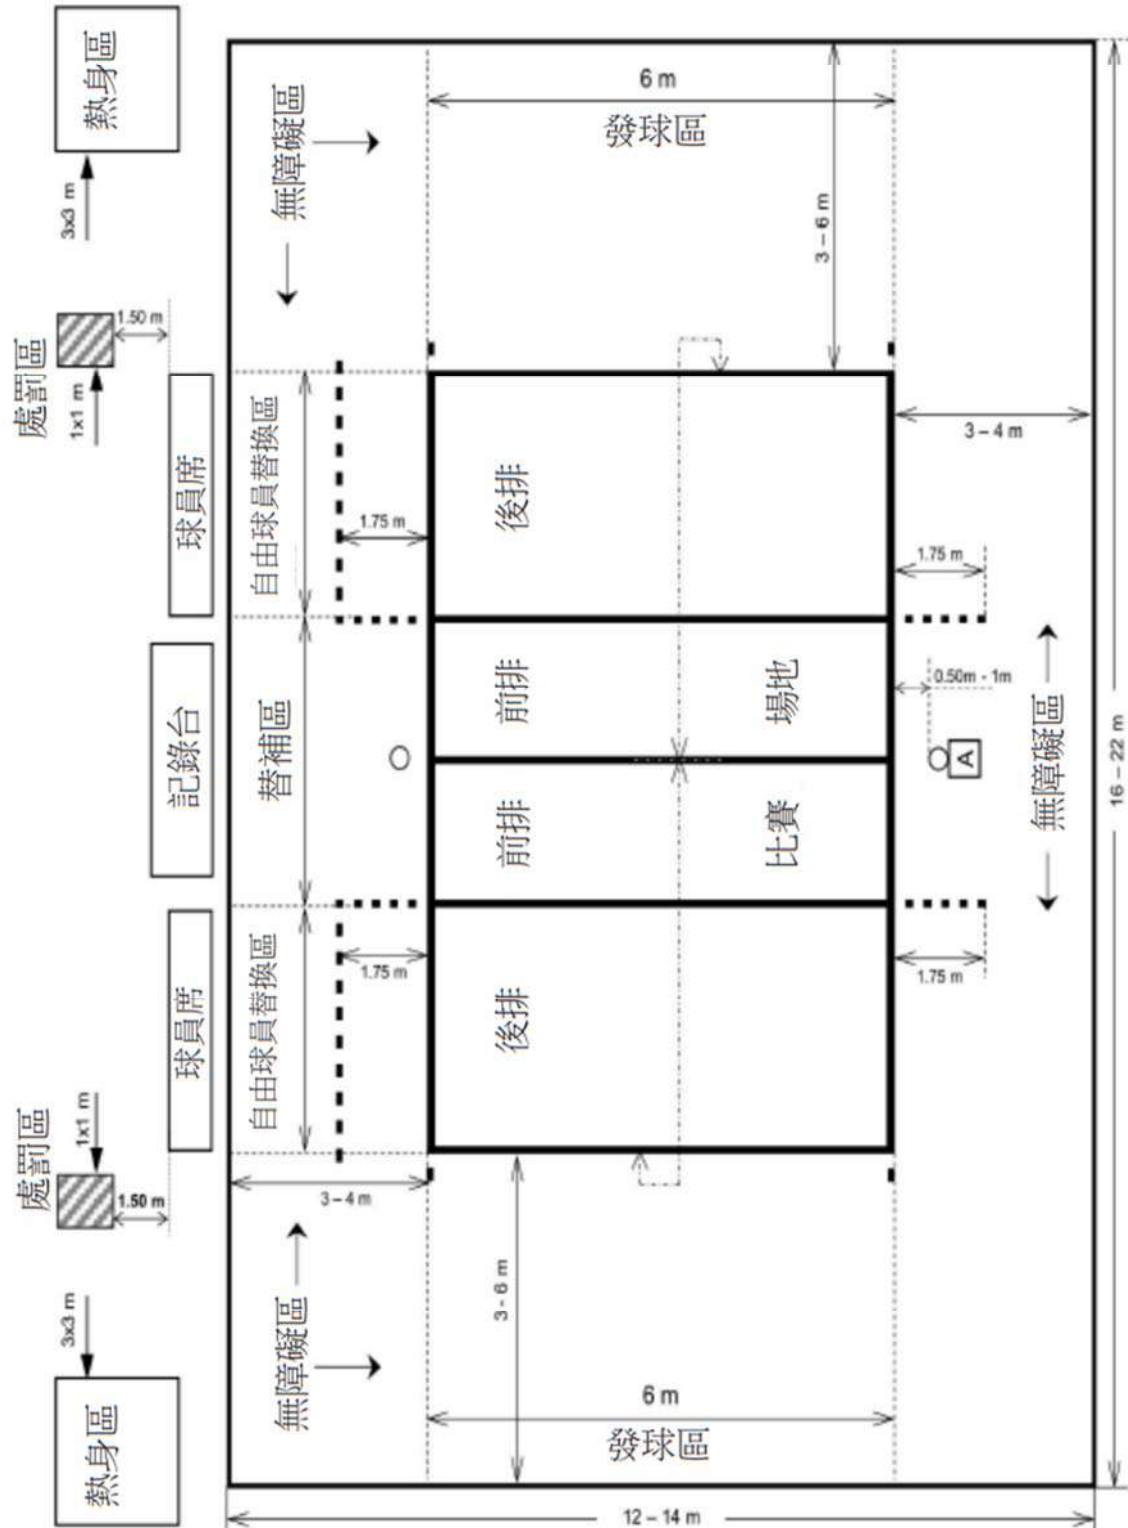 熱身區
3x3 m
處罰區
1.50 m
1x1 m
球員席
記錄台
球員席
1x1 m
處罰區
1.50 m
3x3 m
熱身區
無障礙區
自由球員替換區
替補區
自由球員替換區
3 – 4 m
無障礙區
6 m
發球區
3 – 6 m
1.75 m
後排
前排
場地
前排
比賽
1.75 m
後排
3 - 6 m
6 m
發球區
3 – 4 m
1.75 m
0.50m - 1m
A
無障礙區
1.75 m
16 – 22 m
12 – 14 m